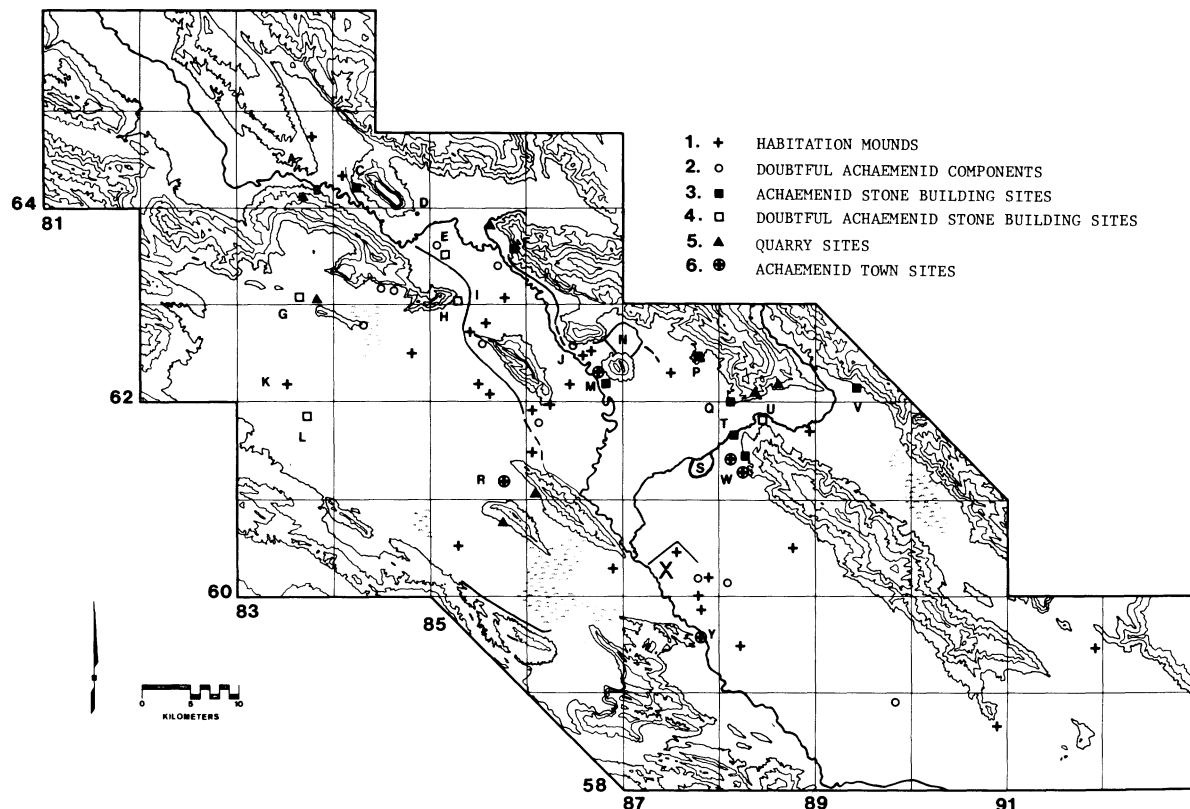 1. + HABITATION MOUNDS
2. ○ DOUBTFUL ACHAEMENID COMPONENTS
3. ■ ACHAEMENID STONE BUILDING SITES
4. □ DOUBTFUL ACHAEMENID STONE BUILDING SITES
5. ▲ QUARRY SITES
6. ⊕ ACHAEMENID TOWN SITES
A
C
64
D
81
E
F
G
H
I
N
J
P
K
M
62
Q
U
V
L
T
S
R
W
X
60
83
85
Y
0 5 10
KILOMETERS
58
87
89
91